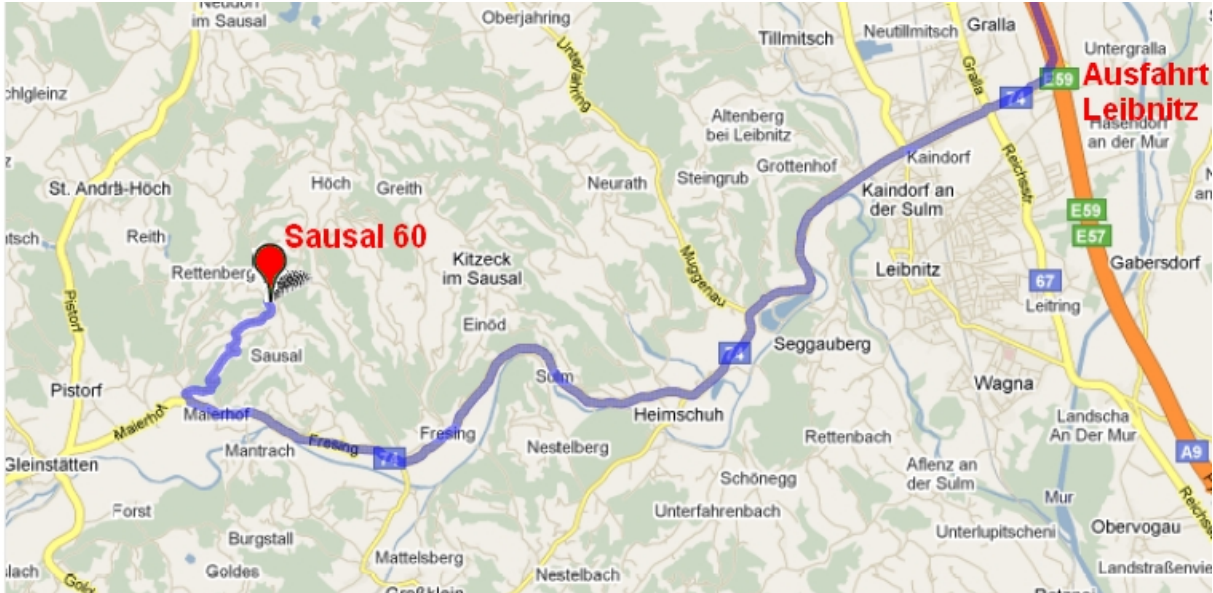 Neudorf
im Sausal
Oberjahring
Unterjahring
Tillmitsch
Neutillmitsch
Gralla
Untergralla
E59
Ausfahrt
Leibnitz
Gralla
74
Hasendorf
an der Mur
Altenberg
bei Leibnitz
Grottenhof
Kaindorf
Reichsstr
St. Andrä-Höch
Höch
Greith
Neurath
Steingrub
Kaindorf an
der Sulm
E59
E57
Reith
Sausal 60
Rettenberg
Kitzeck
im Sausal
Muggenau
Leibnitz
67
Gabersdorf
Leitring
Pistorf
Einöd
Sausal
74
Seggauberg
Pistorf
Sulm
Wagna
Maierhof
Maierhof
Heimschuh
Landscha
An Der Mur
Mantrach
Fresing
Fresing
74
Nestelberg
Rettenbach
A9
Gleinstätten
Schönegg
Aflenz an
der Sulm
Mur
Reichsstr
Forst
Unterfahrenbach
Unterlupitscheni
Obervogau
Burgstall
Mattelsberg
Goldes
Nestelbach
Großklein
Landstraßenvie